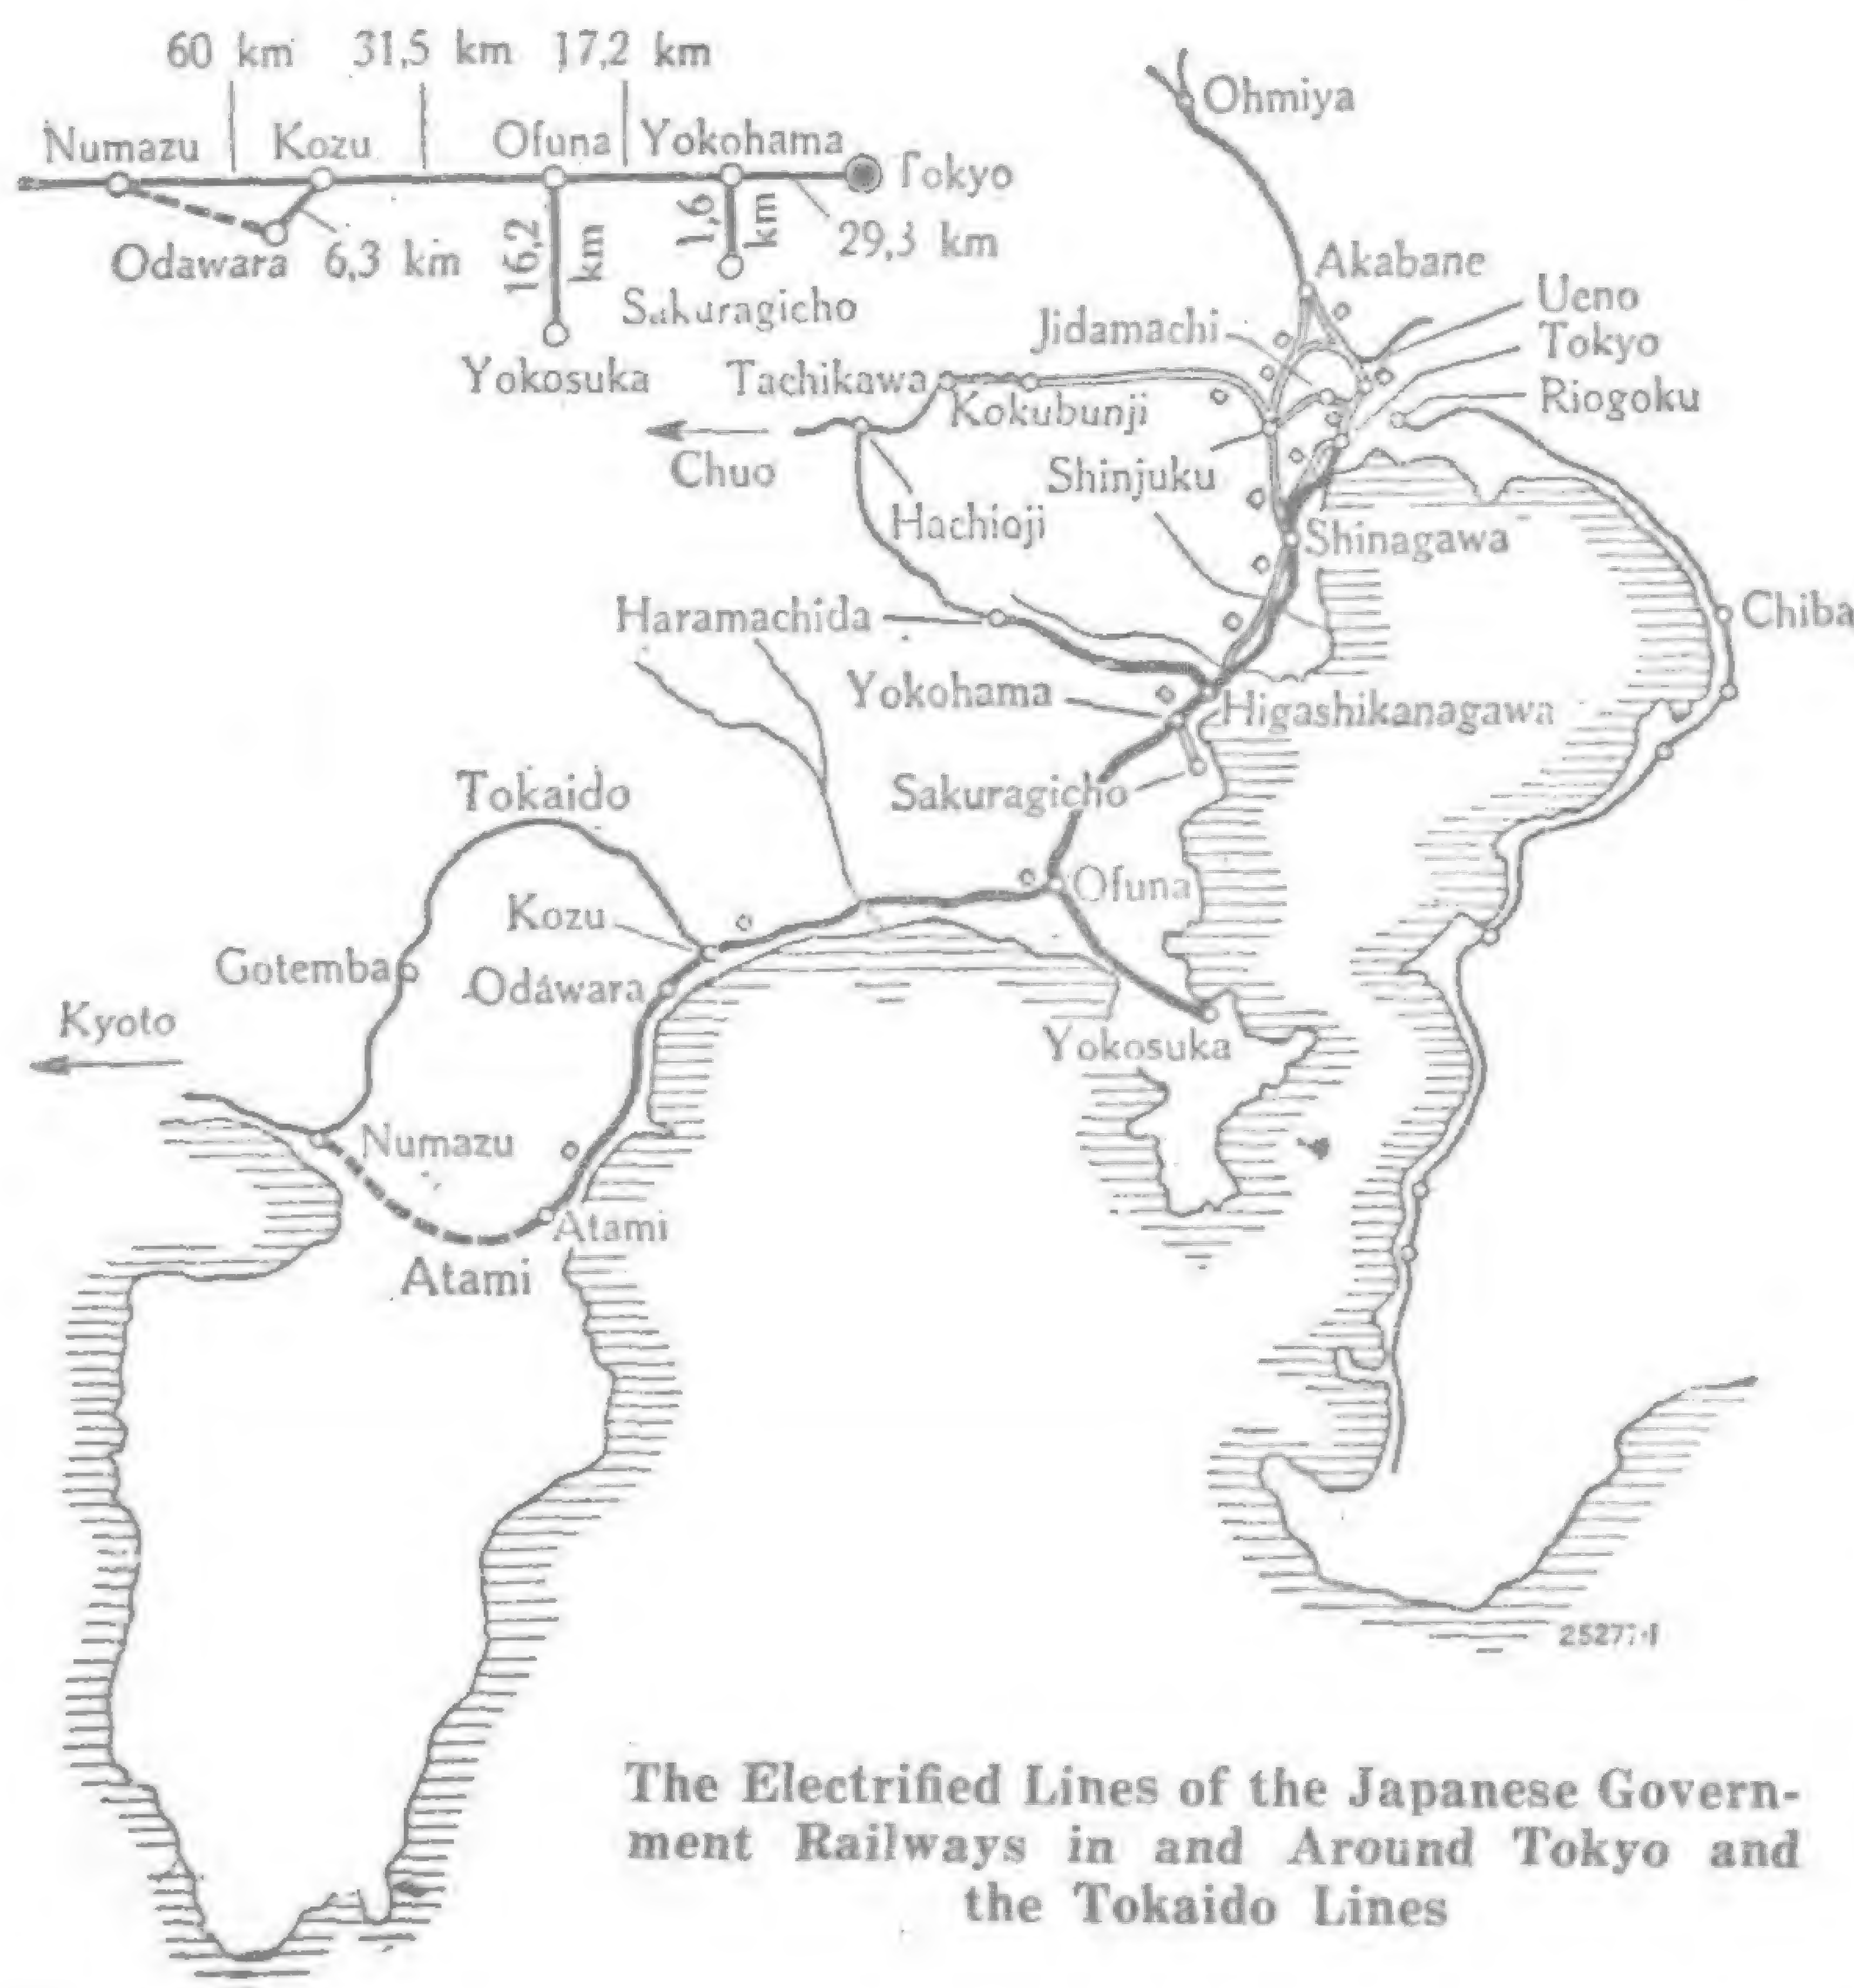 60 km 31,5 km 17,2 km
Numazu Kozu Ofuna Yokohama
Tokyo
Odawara 6,3 km 16,2 km 1,6 km 29,3 km
Sakuragicho
Yokosuka
Ohmiya
Akabane
Ueno
Jidamachi
Tokyo
Tachikawa
Riogoku
Kokubunji
Chuo
Shinjuku
Hachioji
Shinagawa
Haramachida
Chiba
Yokohama
Higashikanagawa
Tokaido
Sakuragicho
Ofuna
Kozu
Gotemba
Odawara
Kyoto
Yokosuka
Numazu
Atami
Atami
The Electrified Lines of the Japanese Govern-
ment Railways in and Around Tokyo and
the Tokaido Lines